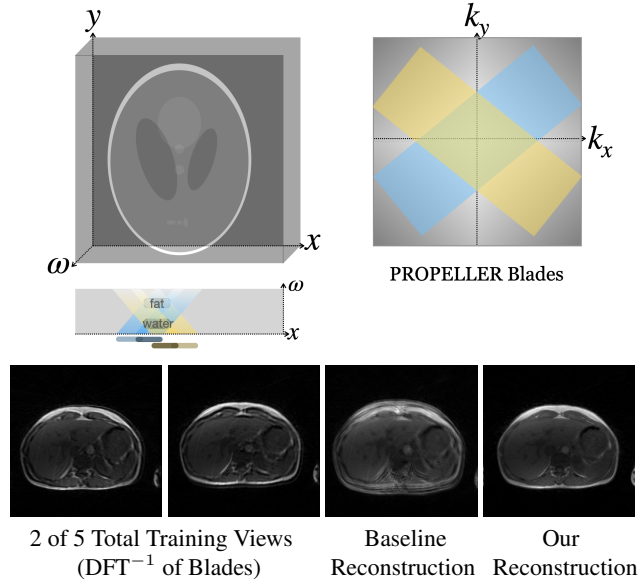 y
k_y
k_x
x
ω
PROPELLER Blades
ω
fat
water
x
2 of 5 Total Training Views
(DFT⁻¹ of Blades)
Baseline
Reconstruction
Our
Reconstruction